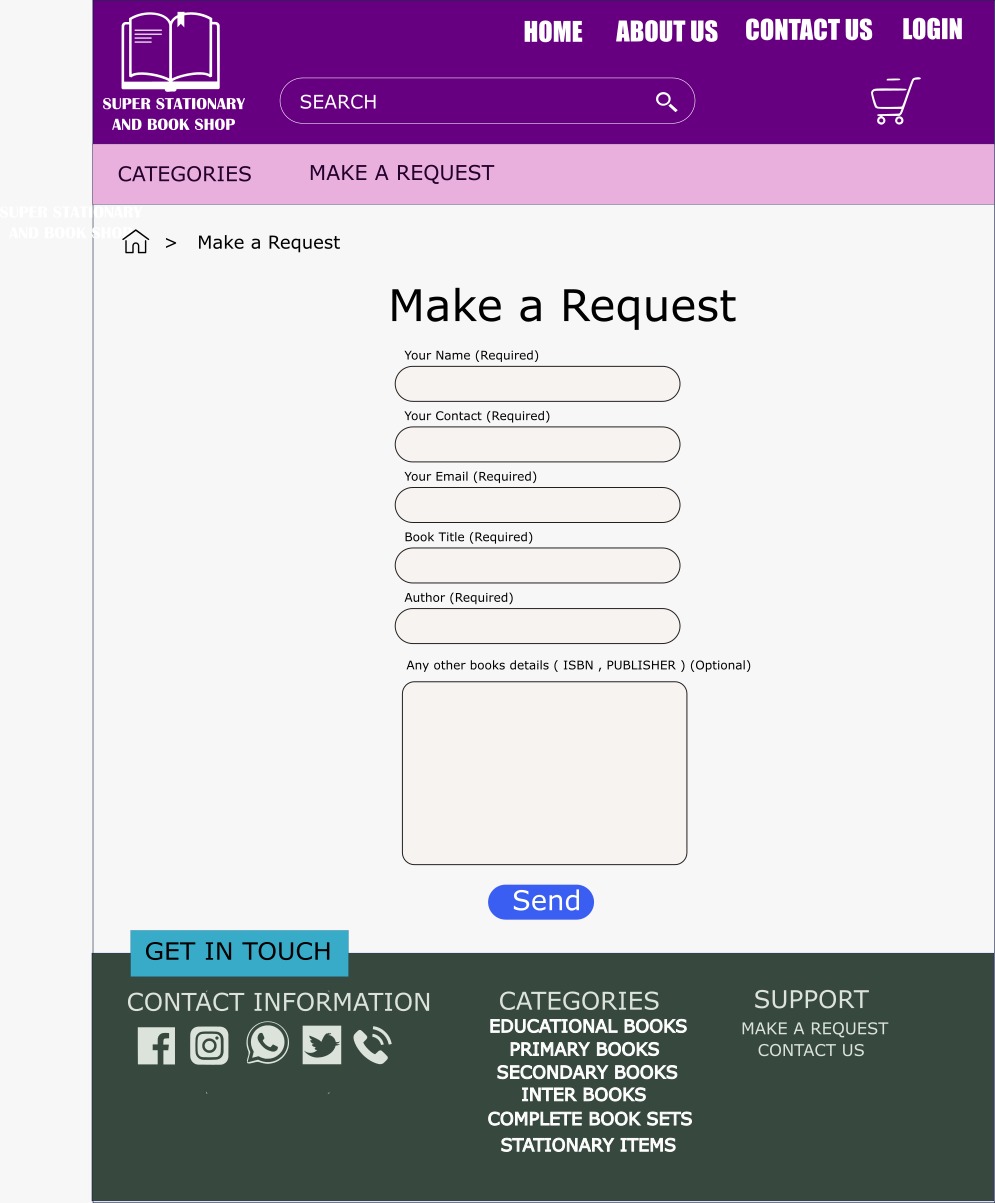 HOME ABOUT US CONTACT US LOGIN
SUPER STATIONARY
AND BOOK SHOP
SEARCH
CATEGORIES MAKE A REQUEST
SUPER STATIONARY
AND BOOK SHOP
> Make a Request
Make a Request
Your Name (Required)
Your Contact (Required)
Your Email (Required)
Book Title (Required)
Author (Required)
Any other books details ( ISBN , PUBLISHER ) (Optional)
Send
GET IN TOUCH
CONTACT INFORMATION
CATEGORIES
EDUCATIONAL BOOKS
PRIMARY BOOKS
SECONDARY BOOKS
INTER BOOKS
COMPLETE BOOK SETS
STATIONARY ITEMS
SUPPORT
MAKE A REQUEST
CONTACT US